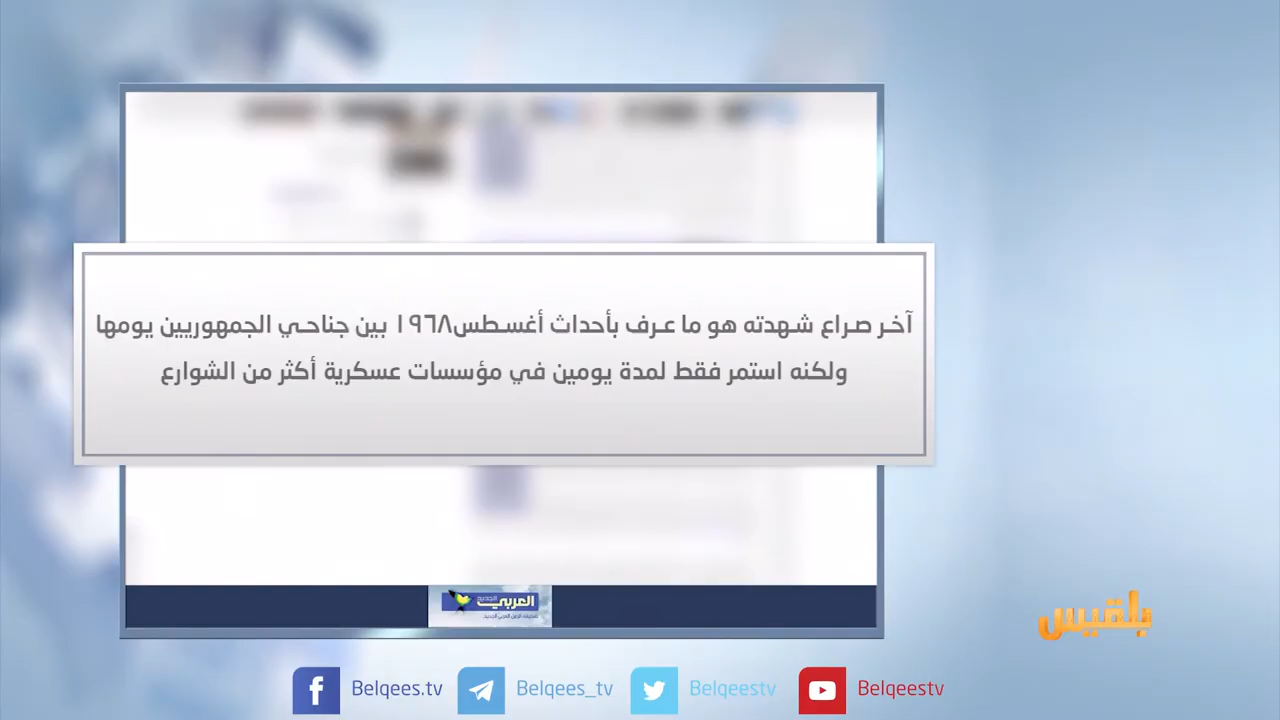 آخر صراع شهدته هو ما عرف بأحداث أغسطس١٩٦٨ بين جناحي الجمهوريين يومها
ولكنه استمر فقط لمدة يومين في مؤسسات عسكرية أكثر من الشوارع
العربي الجديد
بلقيس
Belqees.tv
Belqees_tv
Belqeestv
Belqeestv